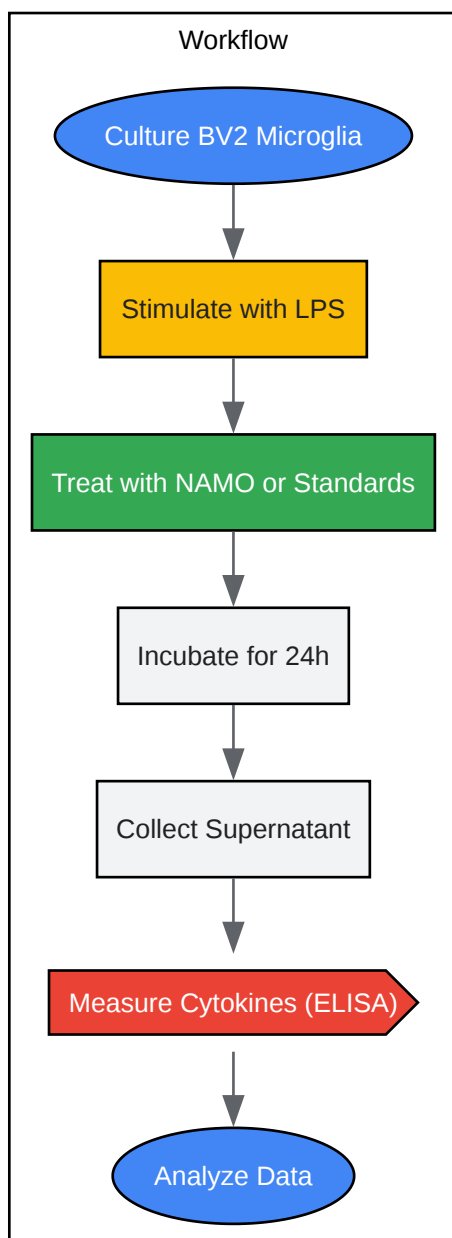 Workflow
Culture BV2 Microglia
Stimulate with LPS
Treat with NAMO or Standards
Incubate for 24h
Collect Supernatant
Measure Cytokines (ELISA)
Analyze Data